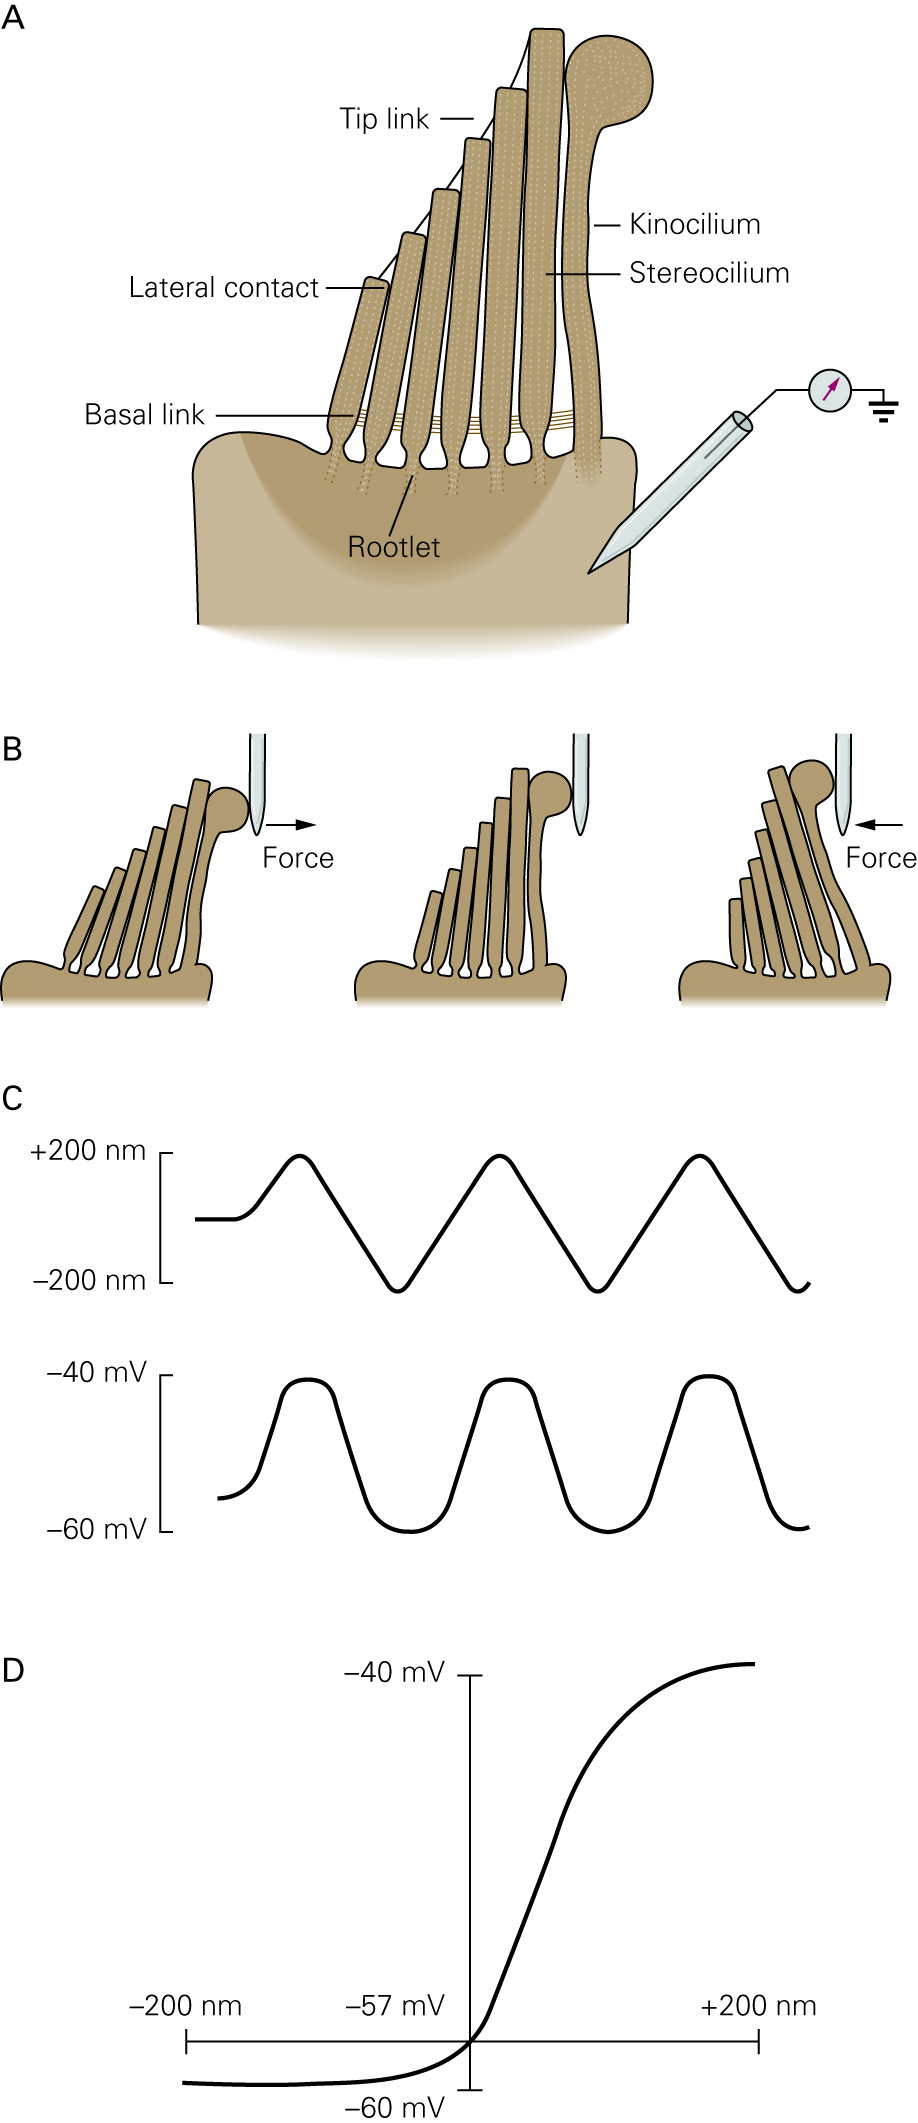 A
Tip link
Kinocilium
Stereocilium
Lateral contact
Basal link
Rootlet
B
Force
Force
C
+200 nm
–200 nm
–40 mV
–60 mV
D
–40 mV
–200 nm
–57 mV
+200 nm
–60 mV